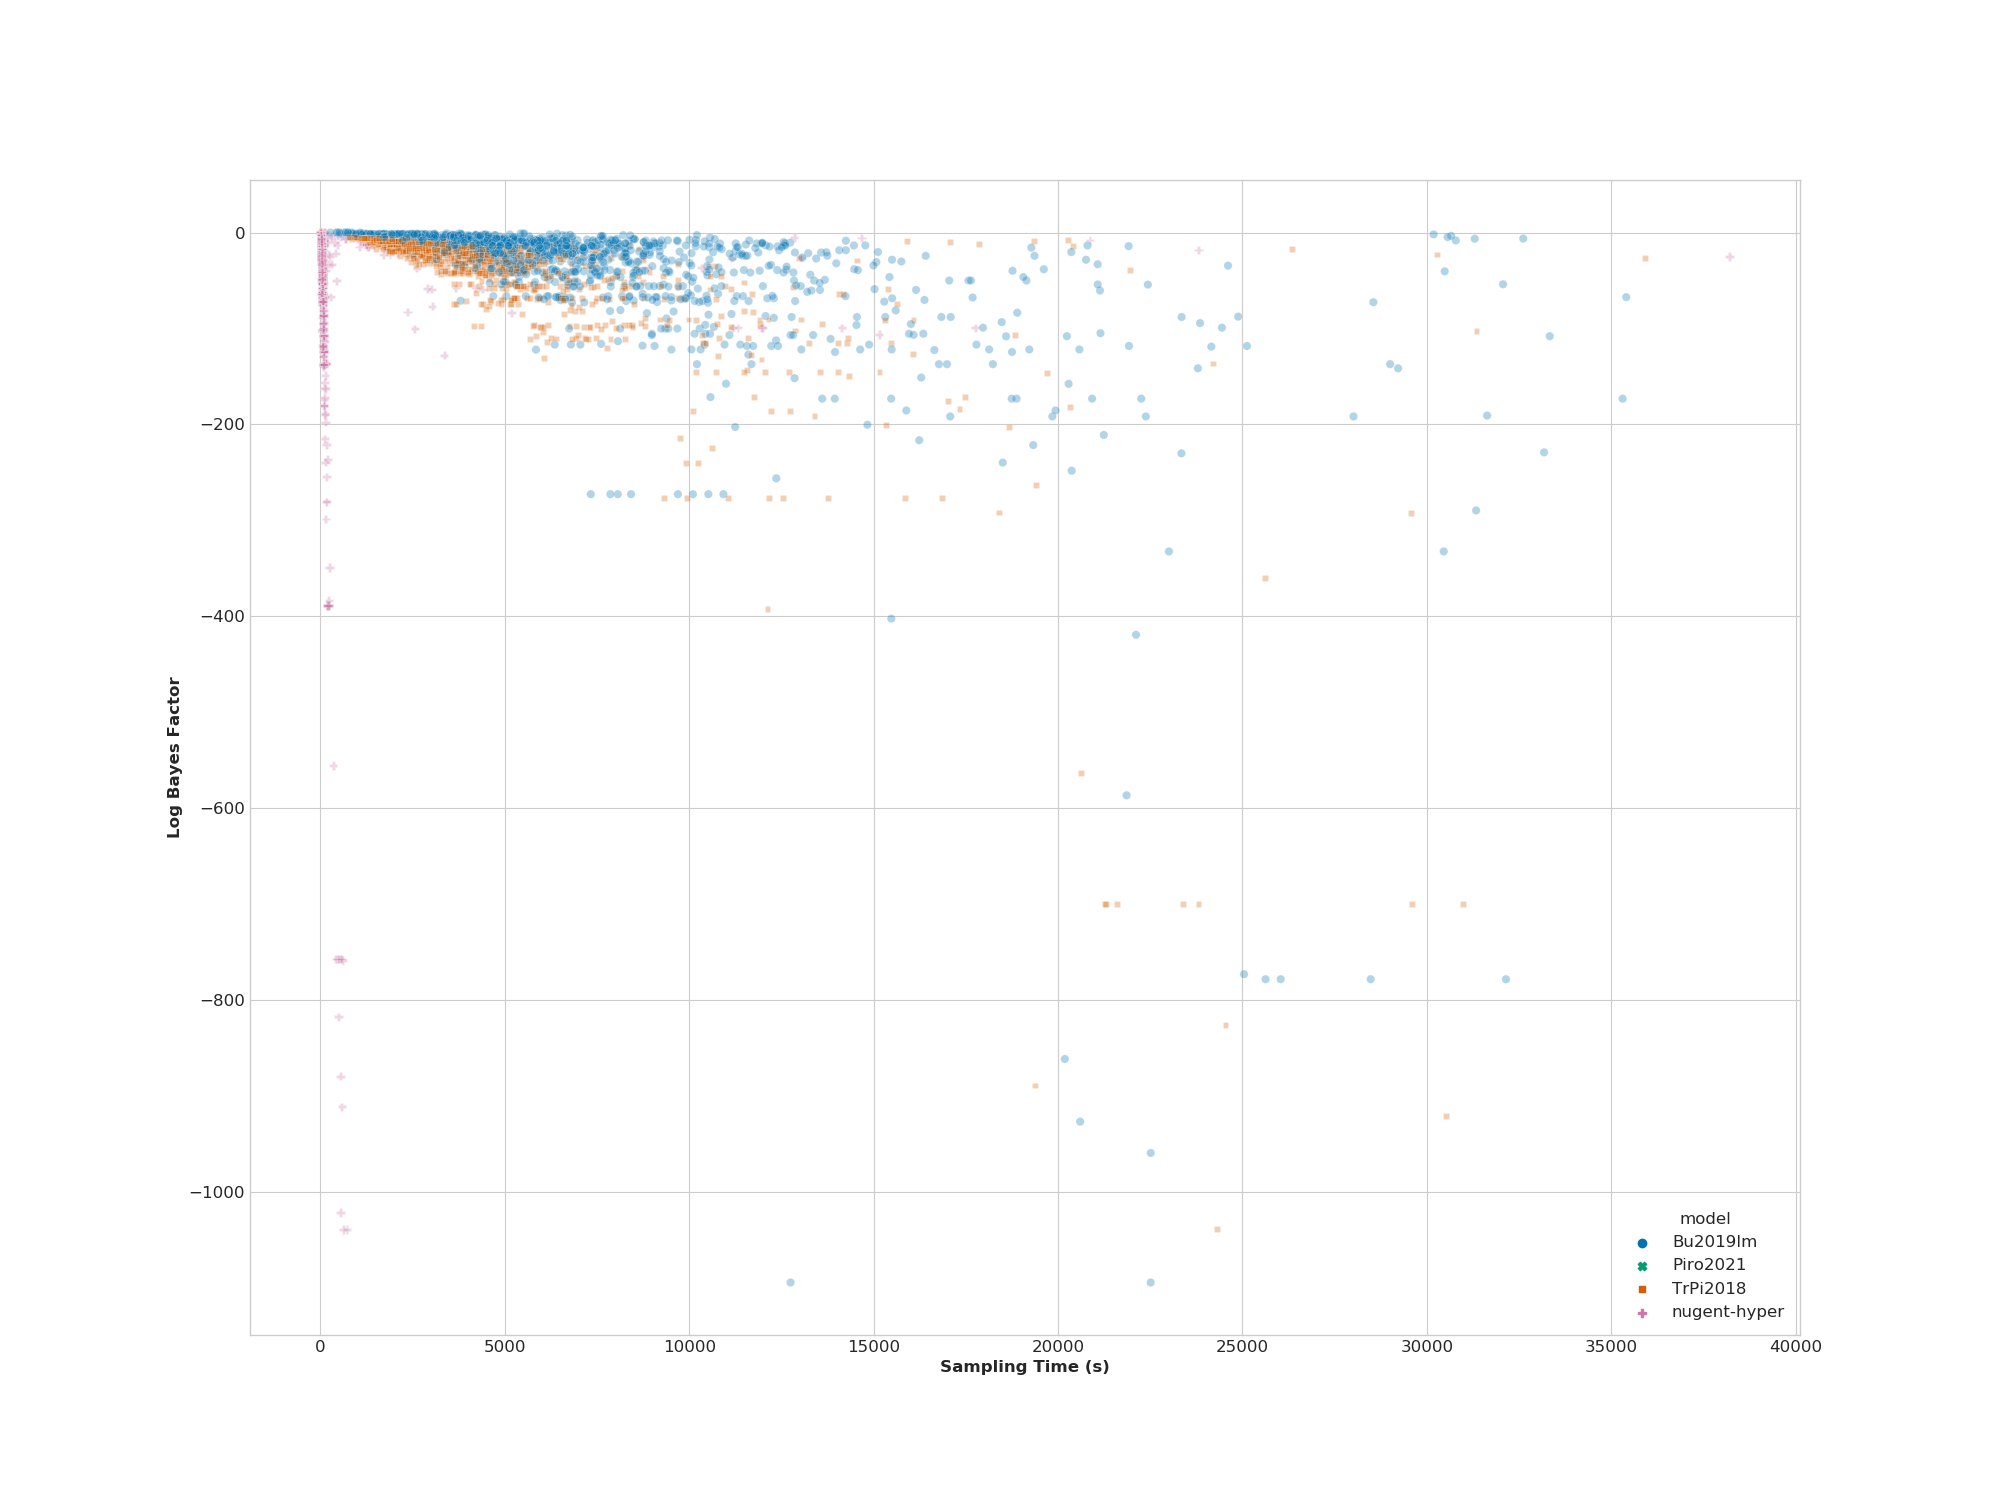 0
−200
−400
−600
−800
−1000
Log Bayes Factor
0 5000 10000 15000 20000 25000 30000 35000 40000
Sampling Time (s)
model
Bu2019lm
Piro2021
TrPi2018
nugent-hyper